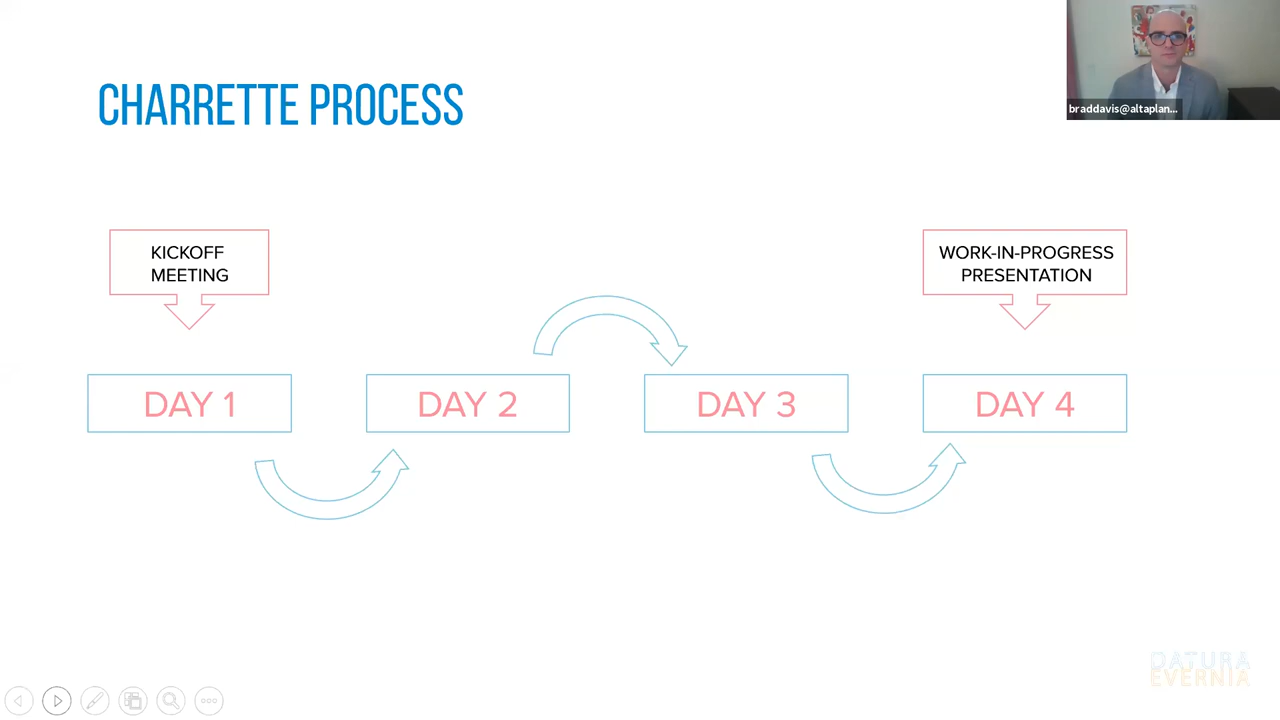 CHARRETTE PROCESS
braddavis@altaplan...
KICKOFF
MEETING
WORK-IN-PROGRESS
PRESENTATION
DAY 1
DAY 2
DAY 3
DAY 4
DATURA
EVERNIA